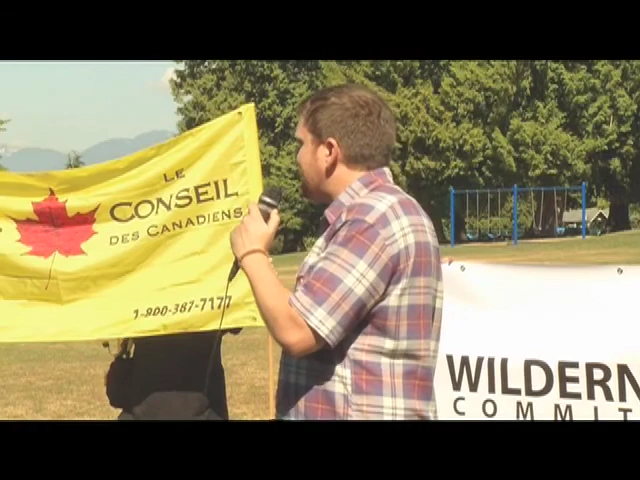 LE
CONSEIL
DES CANADIENS
1-800-387-7177
WILDERN
COMMIT